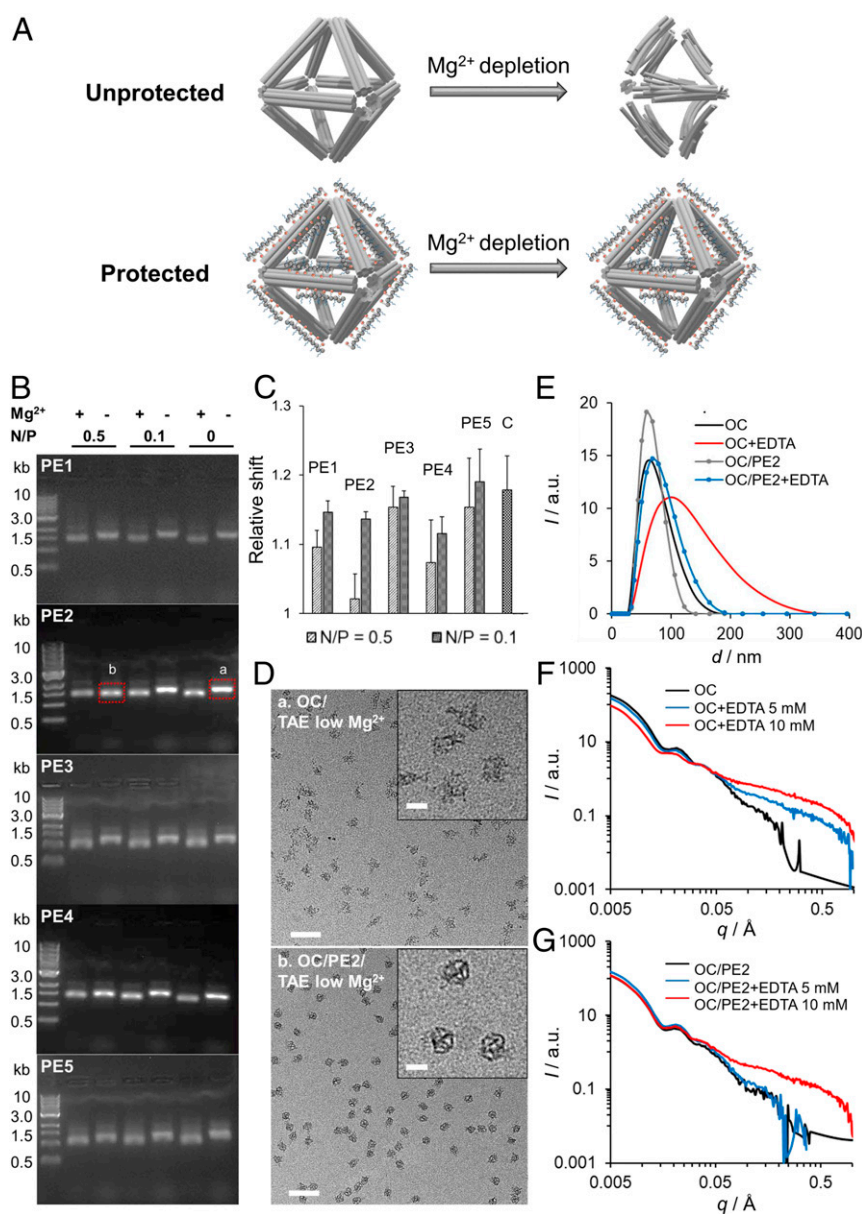 A
Unprotected
Mg2+ depletion
Protected
Mg2+ depletion
B
Mg2+ + - + - + -
N/P 0.5 0.1 0
kb PE1
10
3.0
1.5
0.5
kb PE2
10
3.0
1.5
0.5
b
a
kb PE3
10
3.0
1.5
0.5
kb PE4
10
3.0
1.5
0.5
kb PE5
10
3.0
1.5
0.5
C
Relative shift
1.3
1.2
1.1
1
PE1
PE2
PE3
PE4
PE5
C
N/P = 0.5
N/P = 0.1
D
a. OC/
TAE low Mg2+
b. OC/PE2/
TAE low Mg2+
E
I / a.u.
20
15
10
5
0
OC
OC+EDTA
OC/PE2
OC/PE2+EDTA
0 100 200 300 400
d / nm
F
I / a.u.
1000
10
0.1
0.001
OC
OC+EDTA 5 mM
OC+EDTA 10 mM
0.005 0.05 0.5
q / Å
G
I / a.u.
1000
10
0.1
0.001
OC/PE2
OC/PE2+EDTA 5 mM
OC/PE2+EDTA 10 mM
0.005 0.05 0.5
q / Å